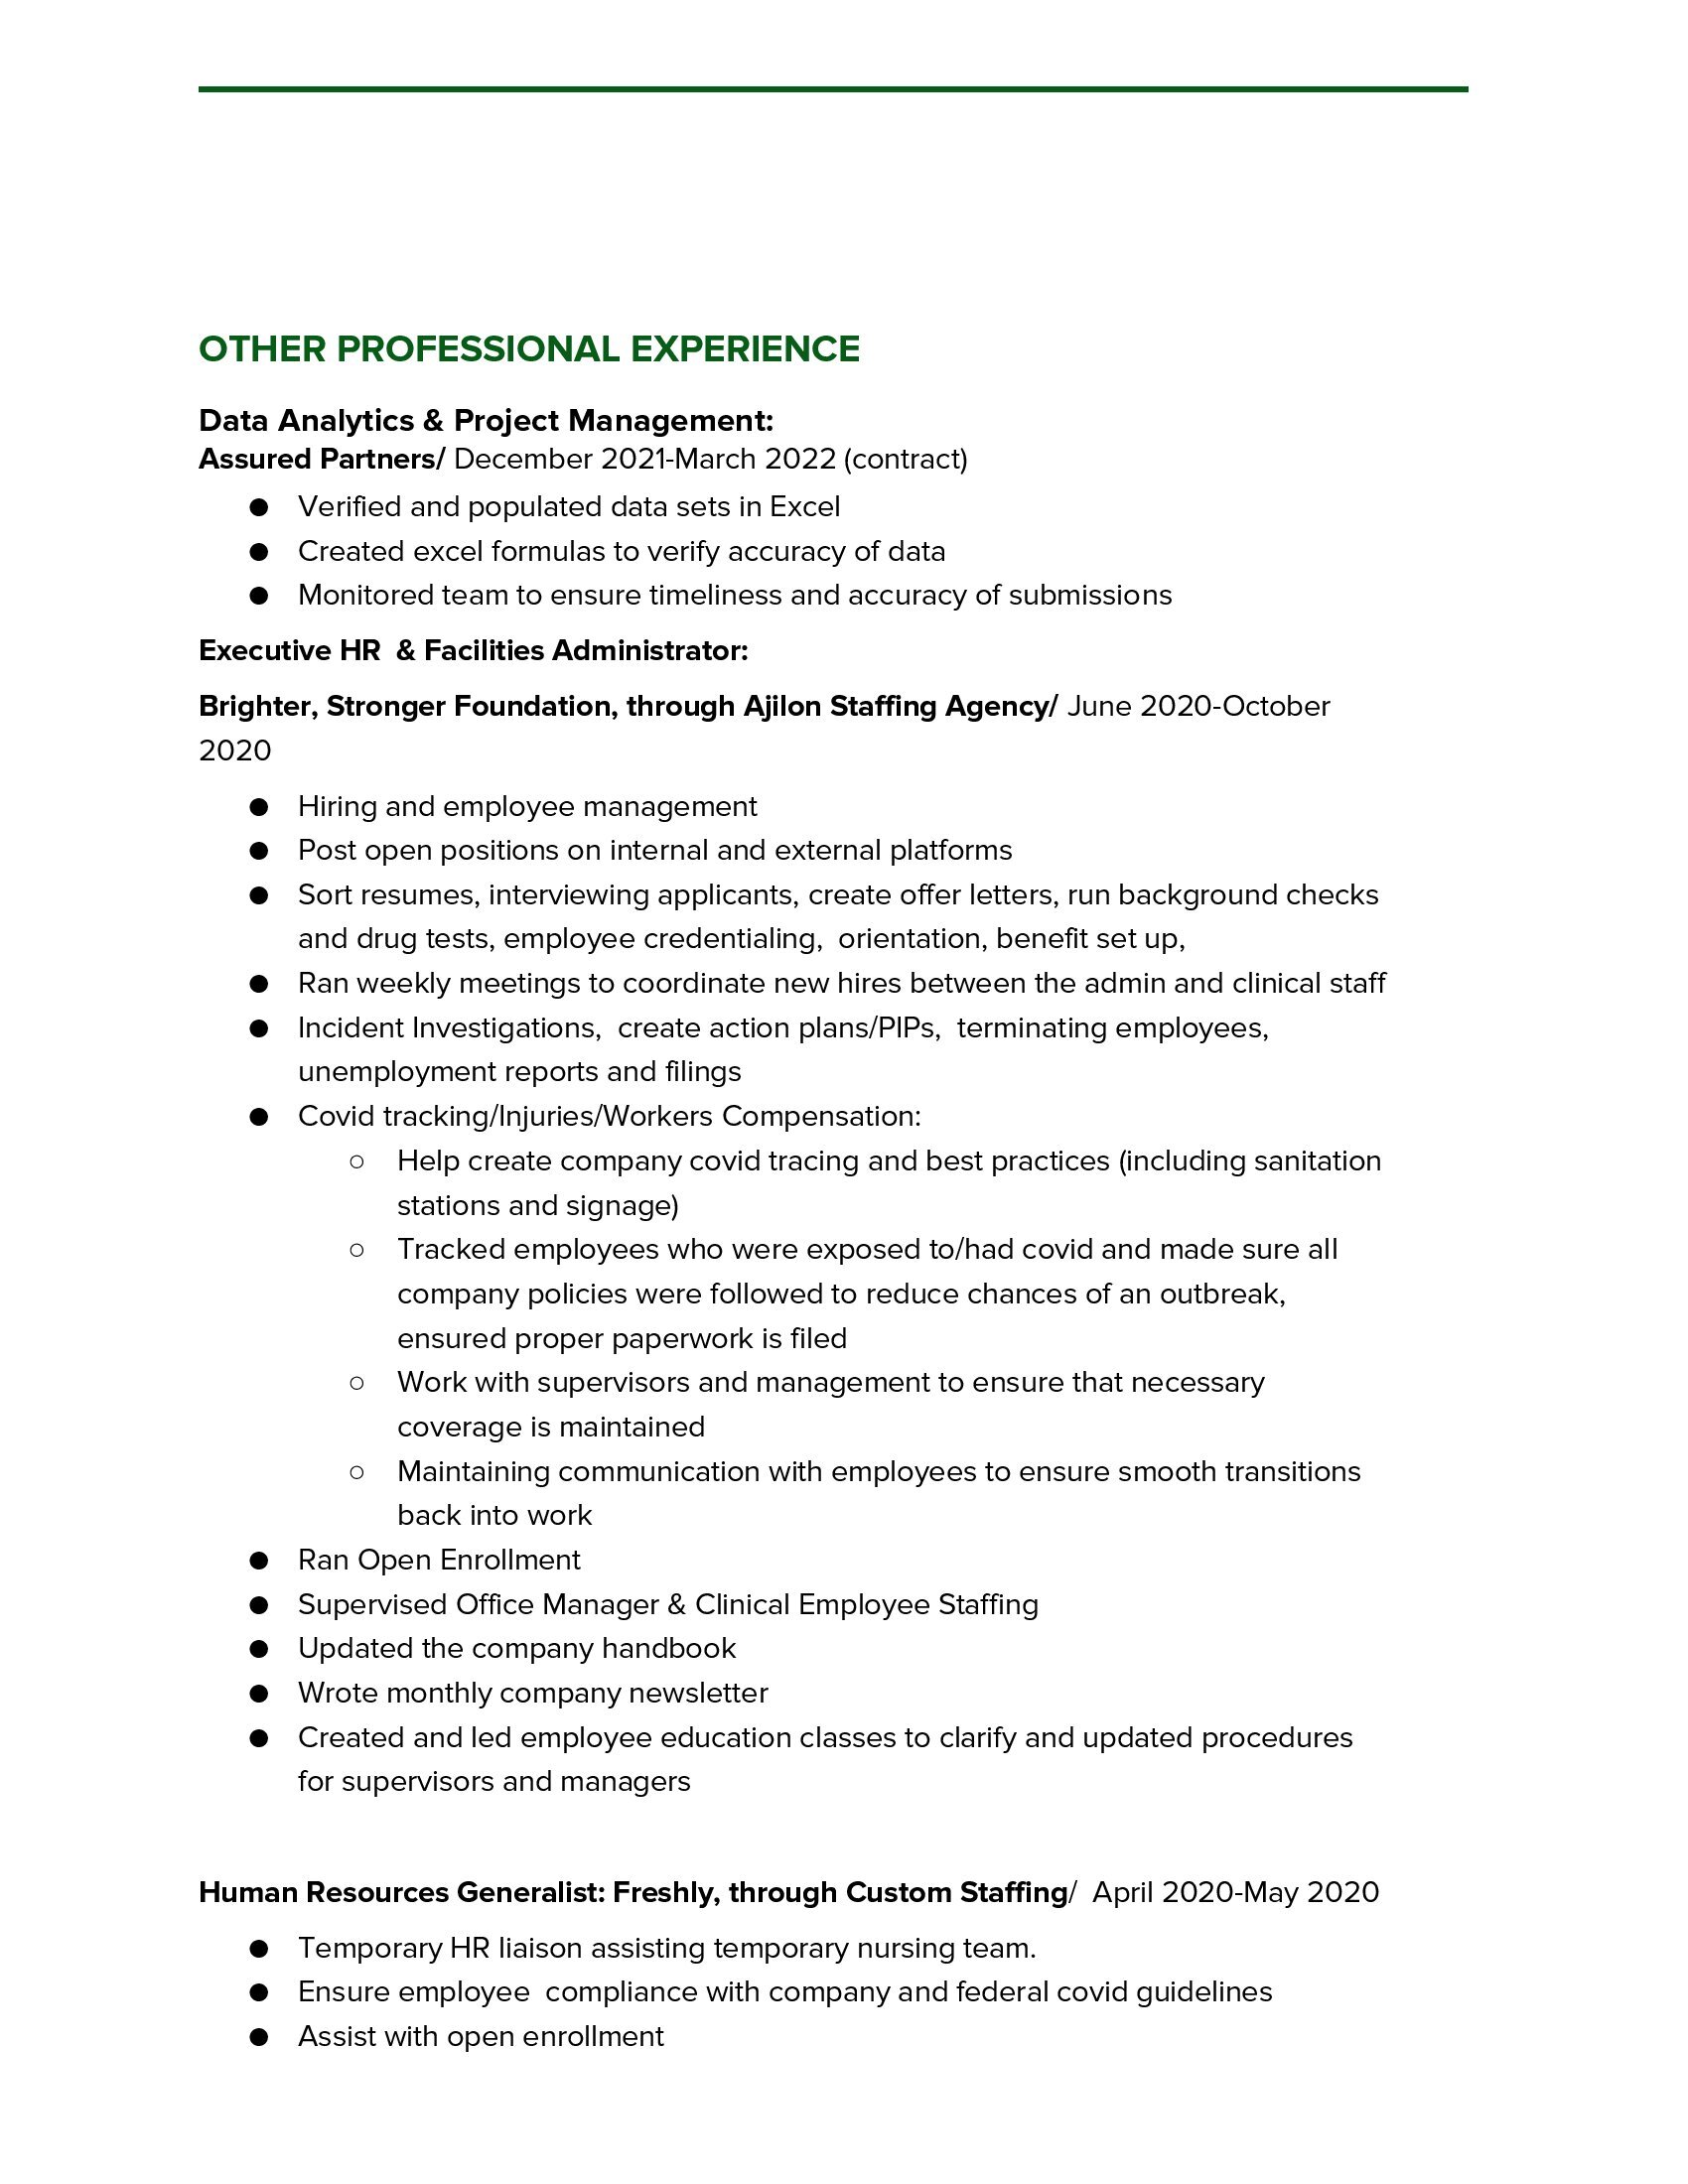 OTHER PROFESSIONAL EXPERIENCE
Data Analytics & Project Management:
Assured Partners/ December 2021-March 2022 (contract)
● Verified and populated data sets in Excel
● Created excel formulas to verify accuracy of data
● Monitored team to ensure timeliness and accuracy of submissions
Executive HR  & Facilities Administrator:
Brighter, Stronger Foundation, through Ajilon Staffing Agency/ June 2020-October
2020
● Hiring and employee management
● Post open positions on internal and external platforms
● Sort resumes, interviewing applicants, create offer letters, run background checks
and drug tests, employee credentialing,  orientation, benefit set up,
● Ran weekly meetings to coordinate new hires between the admin and clinical staff
● Incident Investigations,  create action plans/PIPs,  terminating employees,
unemployment reports and filings
● Covid tracking/Injuries/Workers Compensation:
○ Help create company covid tracing and best practices (including sanitation
stations and signage)
○ Tracked employees who were exposed to/had covid and made sure all
company policies were followed to reduce chances of an outbreak,
ensured proper paperwork is filed
○ Work with supervisors and management to ensure that necessary
coverage is maintained
○ Maintaining communication with employees to ensure smooth transitions
back into work
● Ran Open Enrollment
● Supervised Office Manager & Clinical Employee Staffing
● Updated the company handbook
● Wrote monthly company newsletter
● Created and led employee education classes to clarify and updated procedures
for supervisors and managers
Human Resources Generalist: Freshly, through Custom Staffing/  April 2020-May 2020
● Temporary HR liaison assisting temporary nursing team.
● Ensure employee  compliance with company and federal covid guidelines
● Assist with open enrollment